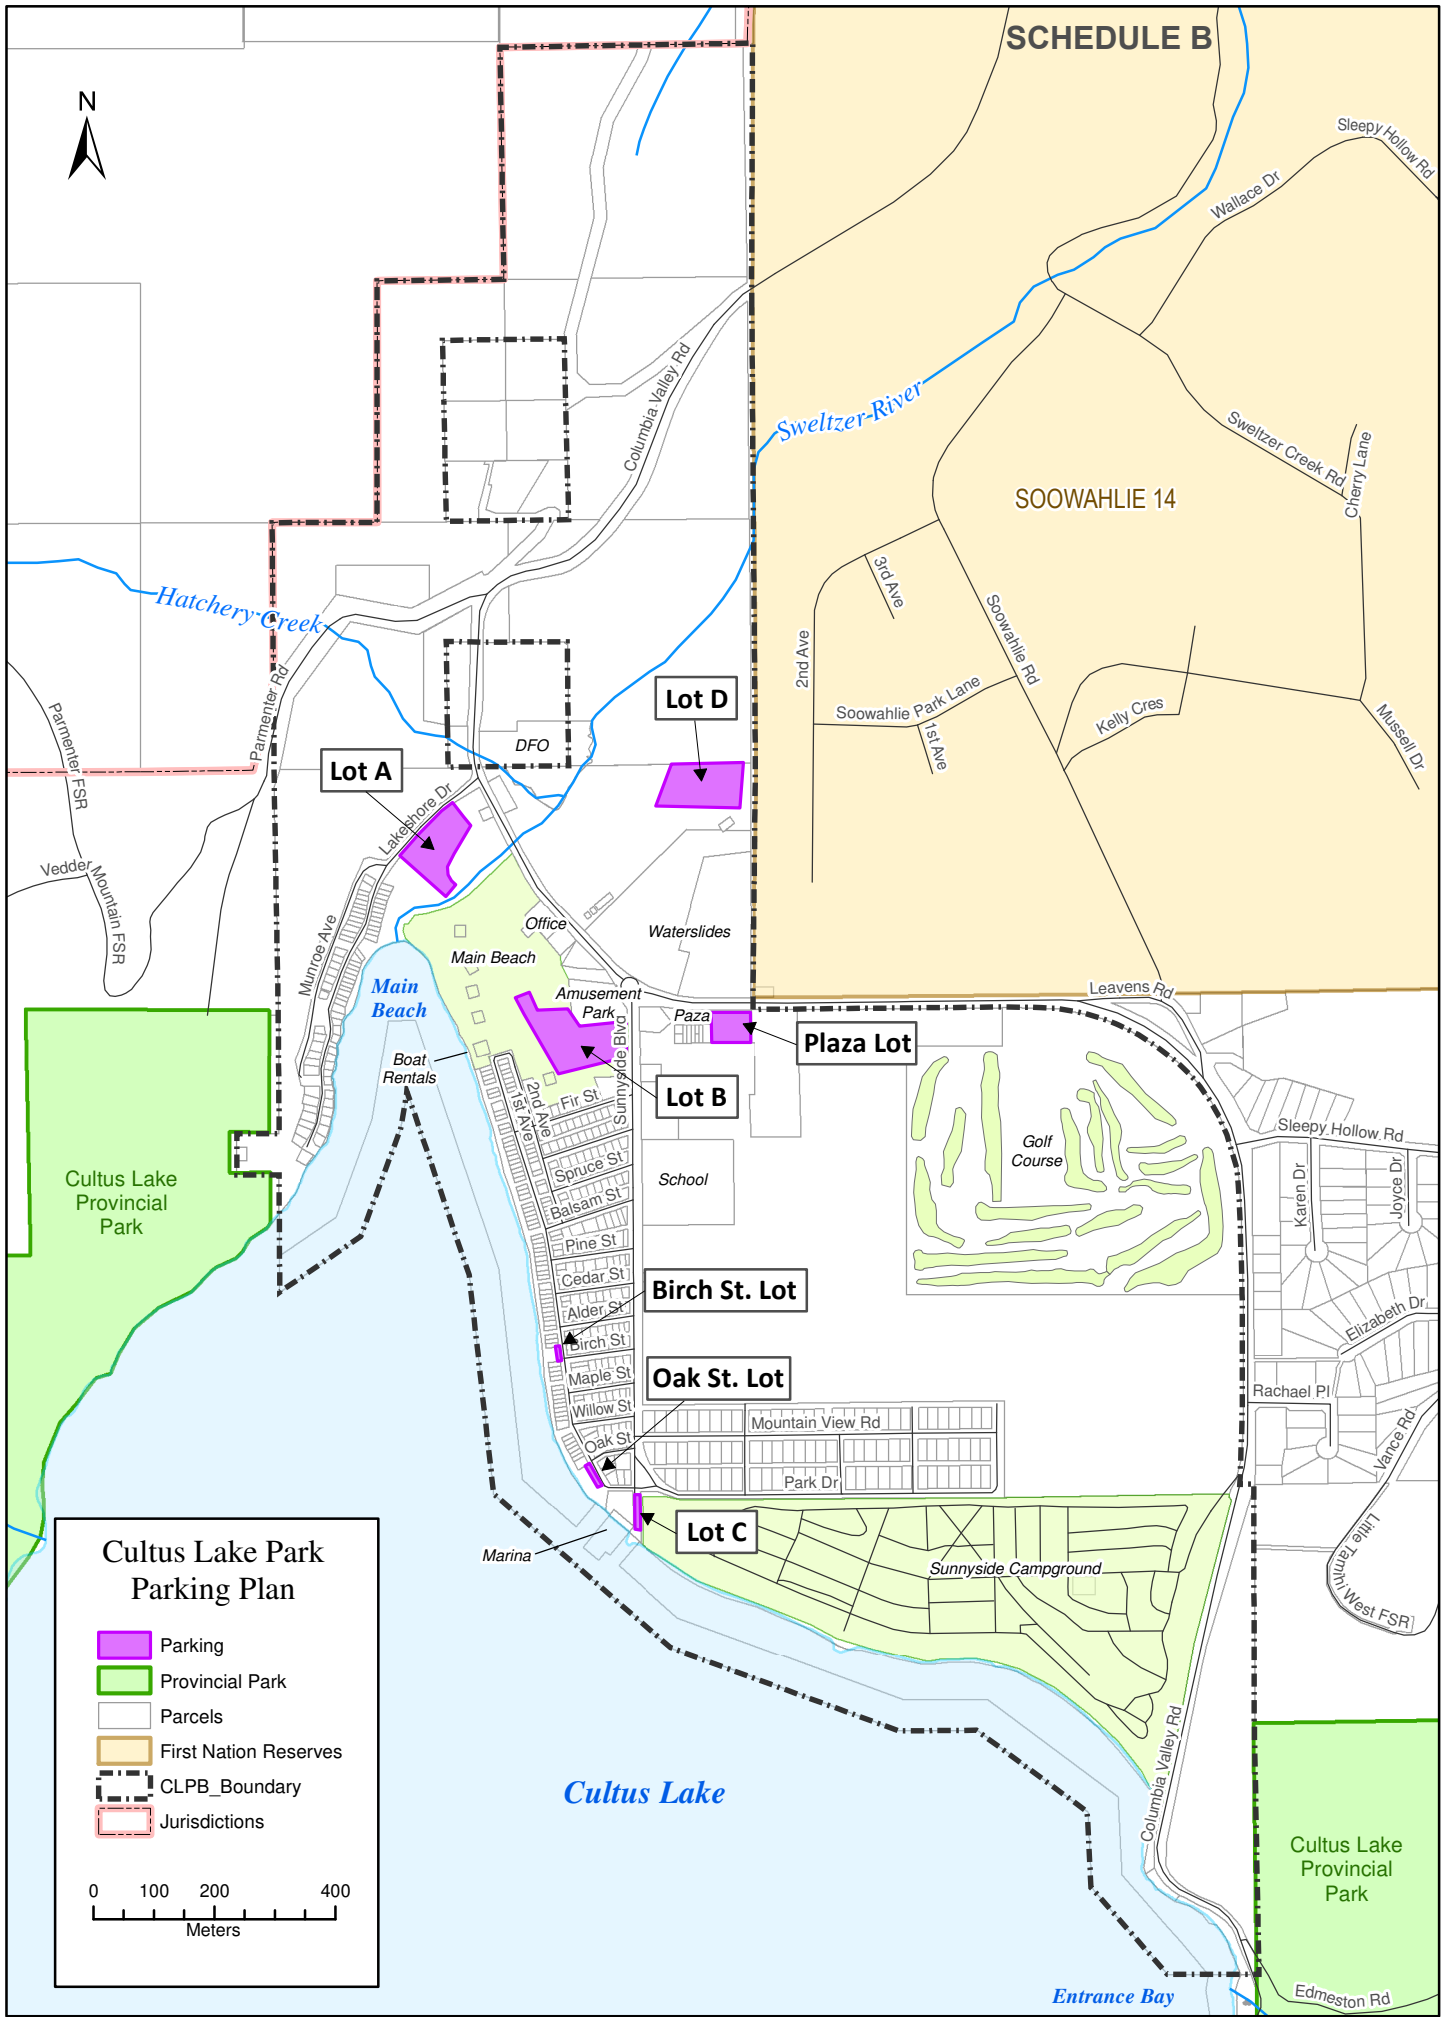 SCHEDULE B
N
Sleepy Hollow Rd
Wallace Dr
Columbia Valley Rd
Sweltzer River
Sweltzer Creek Rd
Cherry Lane
SOOWAHLIE 14
3rd Ave
Hatchery Creek
Soowahlie Rd
2nd Ave
Parmenter Rd
Lot D
Soowahlie Park Lane
Kelly Cres
1st Ave
Mussell Dr
Parmenter FSR
DFO
Lot A
Lakeshore Dr
Vedder Mountain FSR
Munroe Ave
Office
Waterslides
Main Beach
Main
Beach
Leavens Rd
Amusement
Park
Paza
Plaza Lot
Boat
Rentals
Sunnyside Blvd
Lot B
2nd Ave
1st Ave
Fir St
Golf
Course
Sleepy Hollow Rd
Spruce St
School
Karen Dr
Joyce Dr
Cultus Lake
Provincial
Park
Balsam St
Pine St
Cedar St
Birch St. Lot
Alder St
Elizabeth Dr
Birch St
Maple St
Oak St. Lot
Rachael Pl
Willow St
Mountain View Rd
Vance Rd
Oak St
Park Dr
Lot C
Marina
Little Tamihi West FSR
Sunnyside Campground
Cultus Lake Park
Parking Plan
Parking
Provincial Park
Parcels
First Nation Reserves
CLPB_Boundary
Jurisdictions
0 100 200 400
Meters
Columbia Valley Rd
Cultus Lake
Cultus Lake
Provincial
Park
Entrance Bay
Edmeston Rd